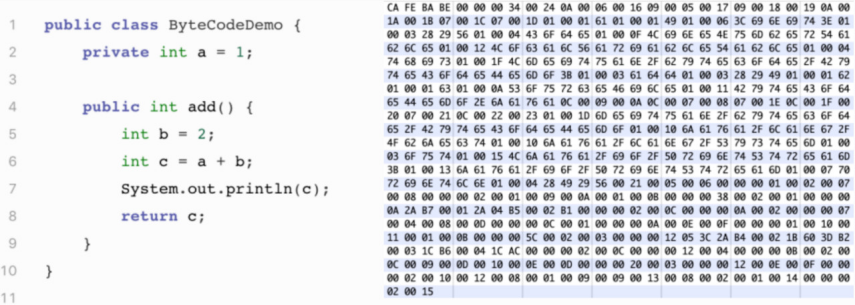 1 public class ByteCodeDemo {
2 private int a = 1;
3
4 public int add() {
5 int b = 2;
6 int c = a + b;
7 System.out.println(c);
8 return c;
9 }
10 }
11
CA FE BA BE 00 00 00 34 00 24 0A 00 06 00 16 09 00 05 00 17 09 00 18 00 19 0A 00
1A 00 1B 07 00 1C 07 00 1D 01 00 01 61 01 00 01 49 01 00 06 3C 69 6E 69 74 3E 01
00 03 28 29 56 01 00 04 43 6F 64 65 01 00 0F 4C 69 6E 65 4E 75 6D 62 65 72 54 61
62 6C 65 01 00 12 4C 6F 63 61 6C 56 61 72 69 61 62 6C 65 54 61 62 6C 65 01 00 04
74 68 69 73 01 00 1F 4C 6D 65 69 74 75 61 6E 2F 62 79 74 65 63 6F 64 65 2F 42 79
74 65 43 6F 64 65 44 65 6D 6F 3B 01 00 03 61 64 64 01 00 03 28 29 49 01 00 01 62
01 00 01 63 01 00 0A 53 6F 75 72 63 65 46 69 6C 65 01 00 11 42 79 74 65 43 6F 64
65 44 65 6D 6F 2E 6A 61 76 61 0C 00 09 00 0A 0C 00 07 00 08 07 00 1E 0C 00 1F 00
20 07 00 21 0C 00 22 00 23 01 00 1D 6D 65 69 74 75 61 6E 2F 62 79 74 65 63 6F 64
65 2F 42 79 74 65 43 6F 64 65 44 65 6D 6F 01 00 10 6A 61 76 61 2F 6C 61 6E 67 2F
4F 62 6A 65 63 74 01 00 10 6A 61 76 61 2F 6C 61 6E 67 2F 53 79 73 74 65 6D 01 00
03 6F 75 74 01 00 15 4C 6A 61 76 61 2F 69 6F 2F 50 72 69 6E 74 53 74 72 65 61 6D
3B 01 00 13 6A 61 76 61 2F 69 6F 2F 50 72 69 6E 74 53 74 72 65 61 6D 01 00 07 70
72 69 6E 74 6C 6E 01 00 04 28 49 29 56 00 21 00 05 00 06 00 00 00 01 00 02 00 07
00 08 00 00 00 02 00 01 00 09 00 0A 00 01 00 0B 00 00 00 38 00 02 00 01 00 00 00
0A 2A B7 00 01 2A 04 B5 00 02 B1 00 00 00 02 00 0C 00 00 00 0A 00 02 00 00 00 07
00 04 00 08 00 0D 00 00 00 0C 00 01 00 00 00 0A 00 0E 00 0F 00 00 00 01 00 10 00
11 00 01 00 0B 00 00 00 5C 00 02 00 03 00 00 00 12 05 3C 2A B4 00 02 1B 60 3D B2
00 03 1C B6 00 04 1C AC 00 00 00 02 00 0C 00 00 00 12 00 04 00 00 00 0B 00 02 00
0C 00 09 00 0D 00 10 00 0E 00 0D 00 00 00 20 00 03 00 00 00 12 00 0E 00 0F 00 00
00 02 00 10 00 12 00 08 00 01 00 09 00 09 00 13 00 08 00 02 00 01 00 14 00 00 00
02 00 15